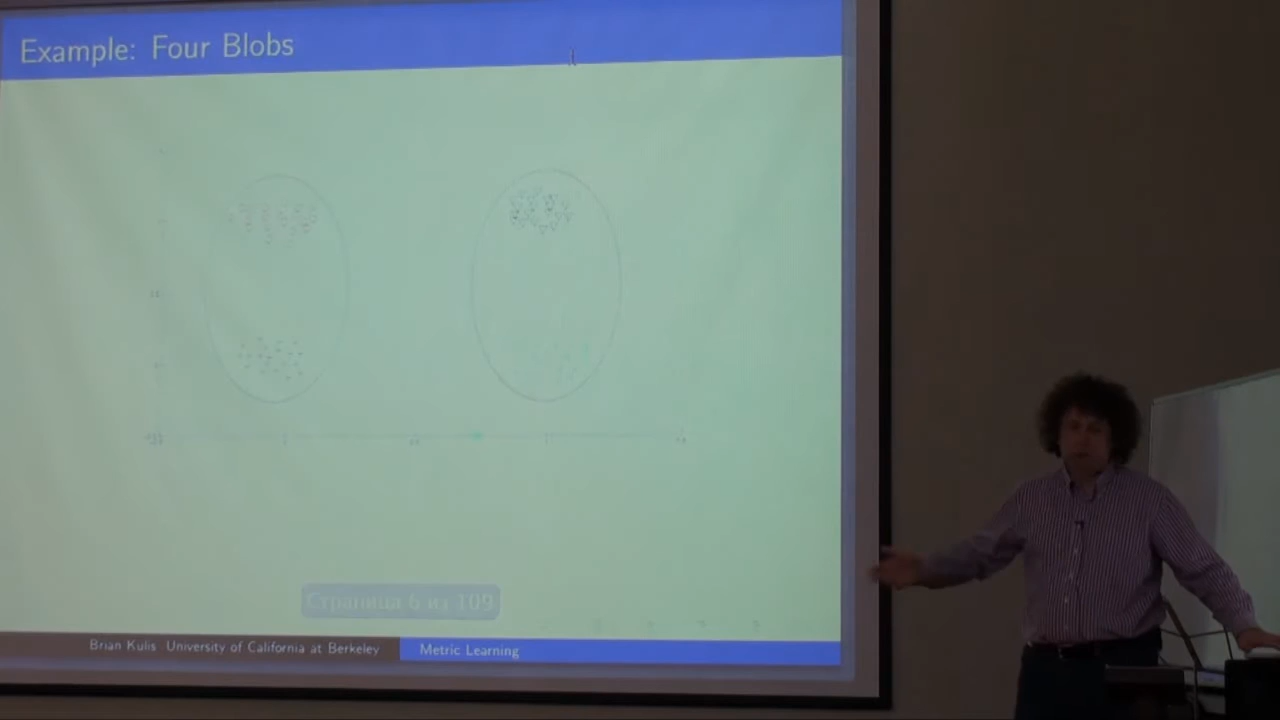 Example: Four Blobs
Страница 6 из 109
Brian Kulis University of California at Berkeley
Metric Learning